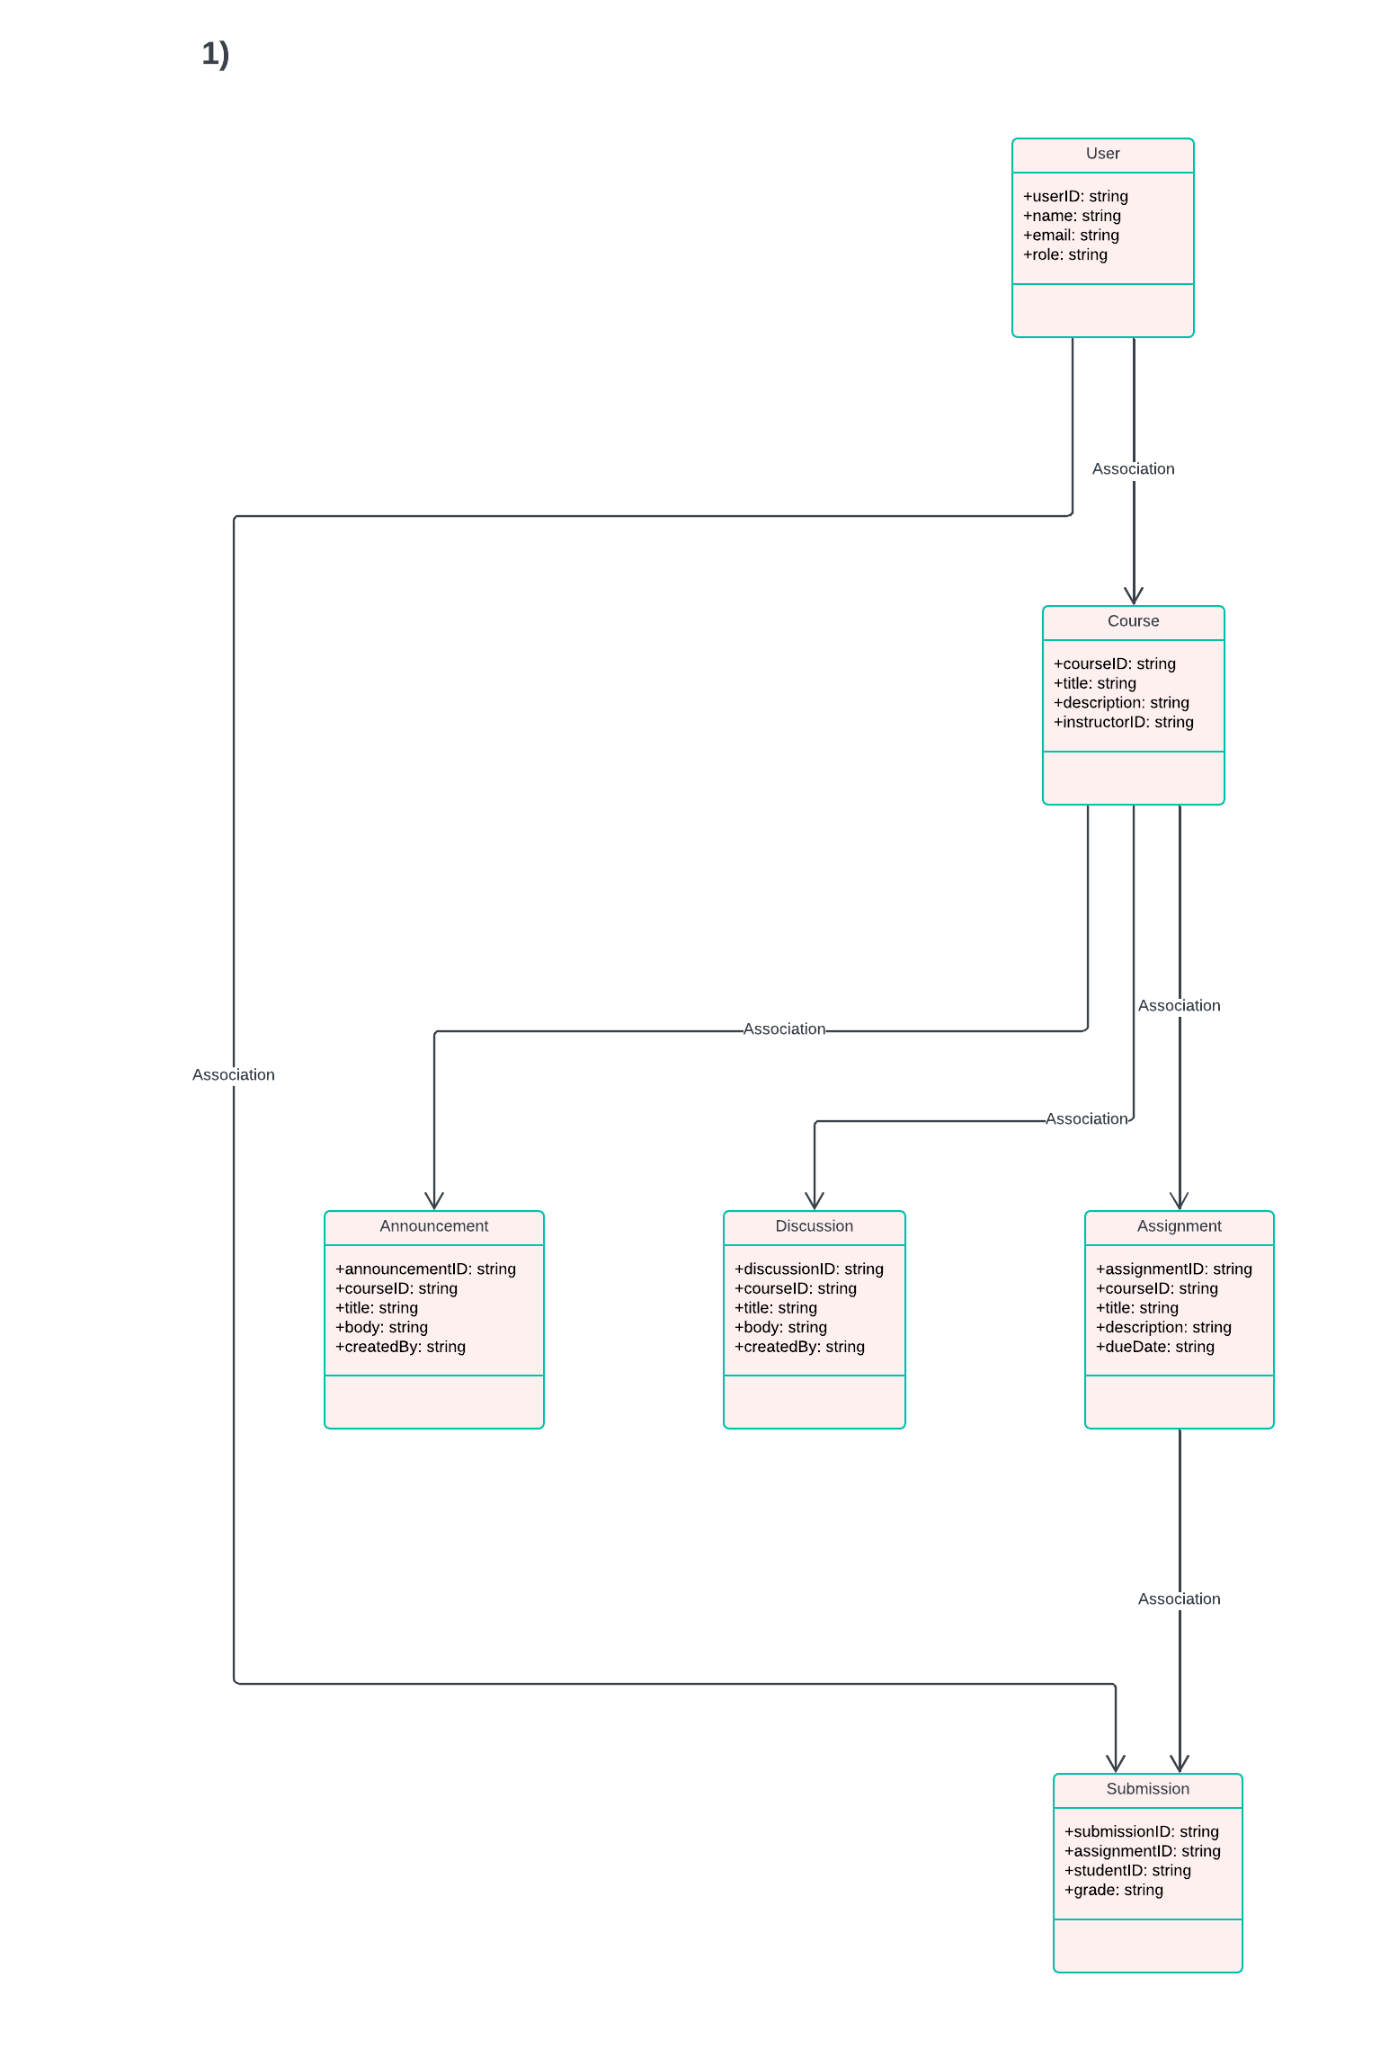 1)
User
+userID: string
+name: string
+email: string
+role: string
Association
Course
+courseID: string
+title: string
+description: string
+instructorID: string
Association
Association
Association
Association
Announcement
+announcementID: string
+courseID: string
+title: string
+body: string
+createdBy: string
Discussion
+discussionID: string
+courseID: string
+title: string
+body: string
+createdBy: string
Assignment
+assignmentID: string
+courseID: string
+title: string
+description: string
+dueDate: string
Association
Submission
+submissionID: string
+assignmentID: string
+studentID: string
+grade: string